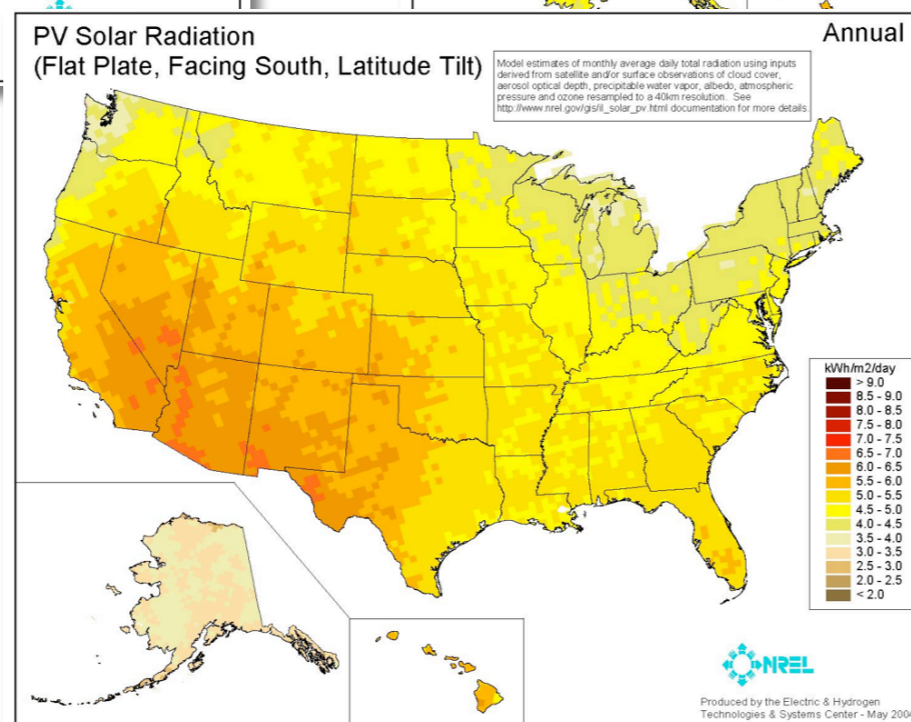 PV Solar Radiation
(Flat Plate, Facing South, Latitude Tilt)
Annual
Model estimates of monthly average daily total radiation using inputs
derived from satellite and/or surface observations of cloud cover,
aerosol optical depth, precipitable water vapor, albedo, atmospheric
pressure and ozone resampled to a 40km resolution. See
http://www.nrel.gov/gis/il_solar_pv.html documentation for more details.
kWh/m2/day
> 9.0
8.5 - 9.0
8.0 - 8.5
7.5 - 8.0
7.0 - 7.5
6.5 - 7.0
6.0 - 6.5
5.5 - 6.0
5.0 - 5.5
4.5 - 5.0
4.0 - 4.5
3.5 - 4.0
3.0 - 3.5
2.5 - 3.0
2.0 - 2.5
< 2.0
NREL
Produced by the Electric & Hydrogen
Technologies & Systems Center - May 2004